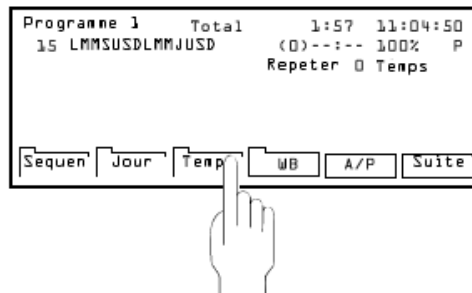 Programme 1 Total 1:57 11:04:50
15 LMMSUSDLMMJUSD (0)--:-- 100% P
Repeter 0 Temps
Sequen Jour Temp WB A/P Suite